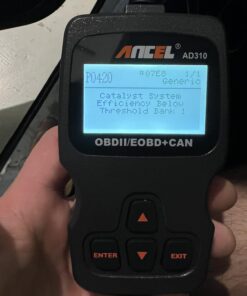 ANCEL
AD310
P0420 $07E8 1/1
Generic
Catalyst System
Efficiency Below
Threshold Bank 1
OBDII/EOBD+CAN
ENTER
EXIT